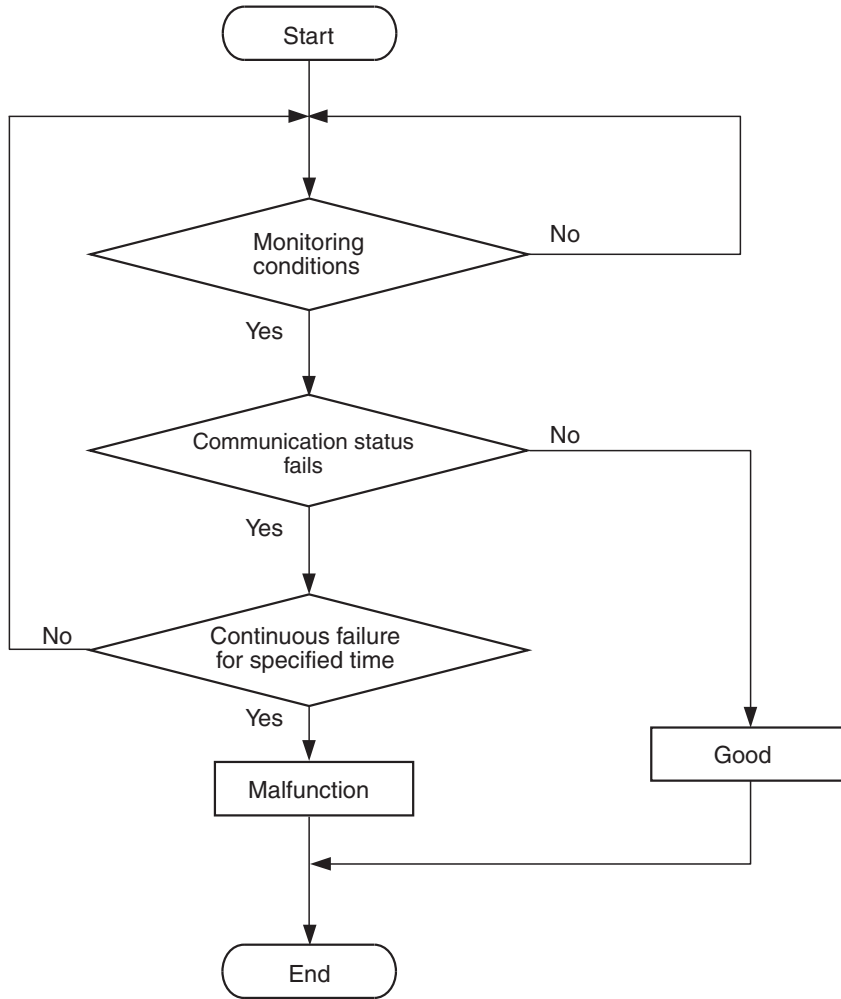 Start
Monitoring
conditions
No
Yes
Communication status
fails
No
Yes
Continuous failure
for specified time
No
Yes
Malfunction
Good
End